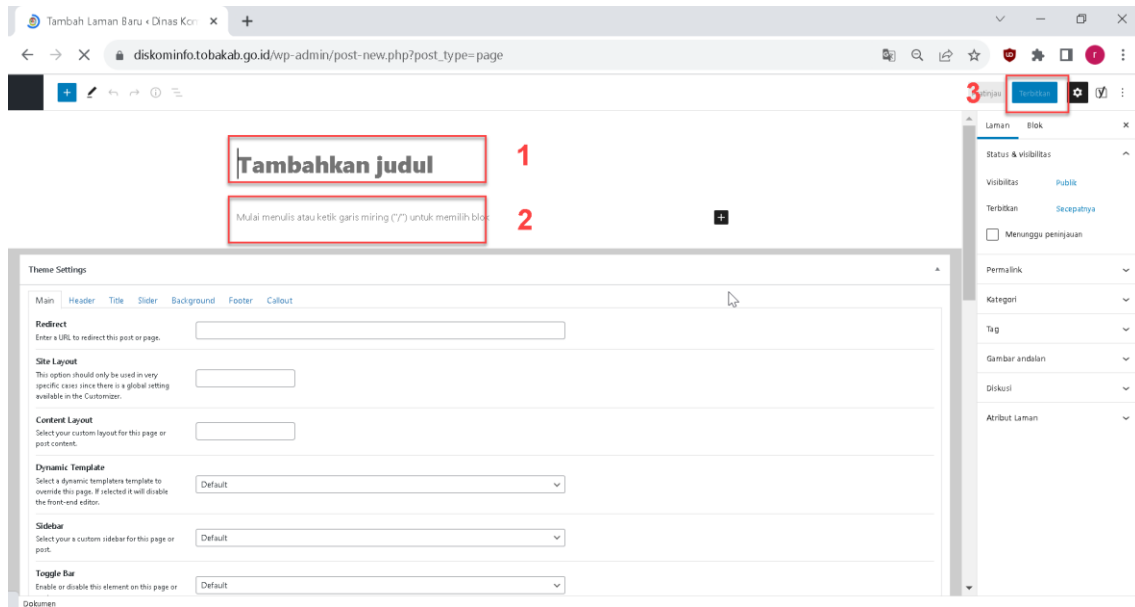 Tambah Laman Baru ‹ Dinas Kom
diskominfo.tobakab.go.id/wp-admin/post-new.php?post_type=page
r
3
Terbitkan
Laman Blok
Tambahkan judul
1
Status & visibilitas
Visibilitas Publik
Mulai menulis atau ketik garis miring ("/") untuk memilih blok
2
Terbitkan Secepatnya
Menunggu peninjauan
Theme Settings
Permalink
Main Header Title Slider Background Footer Callout
Kategori
Redirect
Enter a URL to redirect this post or page.
Tag
Site Layout
This option should only be used in very
specific cases since there is a global setting
available in the Customizer.
Gambar andalan
Diskusi
Content Layout
Select your custom layout for this page or
post content.
Atribut Laman
Dynamic Template
Select a dynamic templatera template to
override this page. If selected it will disable
the front-end editor.
Default
Sidebar
Select your a custom sidebar for this page or
post.
Default
Toggle Bar
Enable or disable this element on this page or
Default
Dokumen